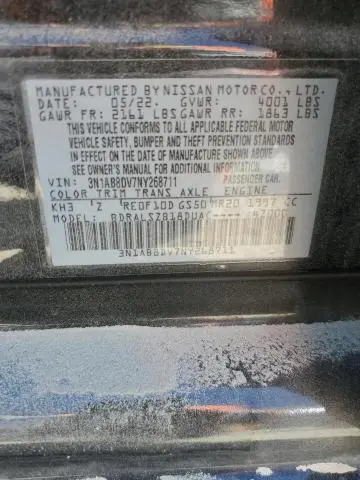 MANUFACTURED BY NISSAN MOTOR CO., LTD.
DATE: 05/22. GVWR: 4001 LBS
GAWR FR: 2161 LBS GAWR RR: 1863 LBS
THIS VEHICLE CONFORMS TO ALL APPLICABLE FEDERAL MOTOR
VEHICLE SAFETY, BUMPER AND THEFT PREVENTION STANDARDS
IN EFFECT ON THE DATE OF MANUFACTURE SHOWN ABOVE.
SEE OWNER'S MANUAL FOR ADDITIONAL INFORMATION
VIN: 3N1AB8DV7NY268711 PASSENGER CAR.
COLOR TRIM TRANS AXLE ENGINE
KH3 'Z RE0F10D GS50 MR20 1997 CC
MODEL: BDRALSZB18DUAC
3N1AB8DV7NY268711